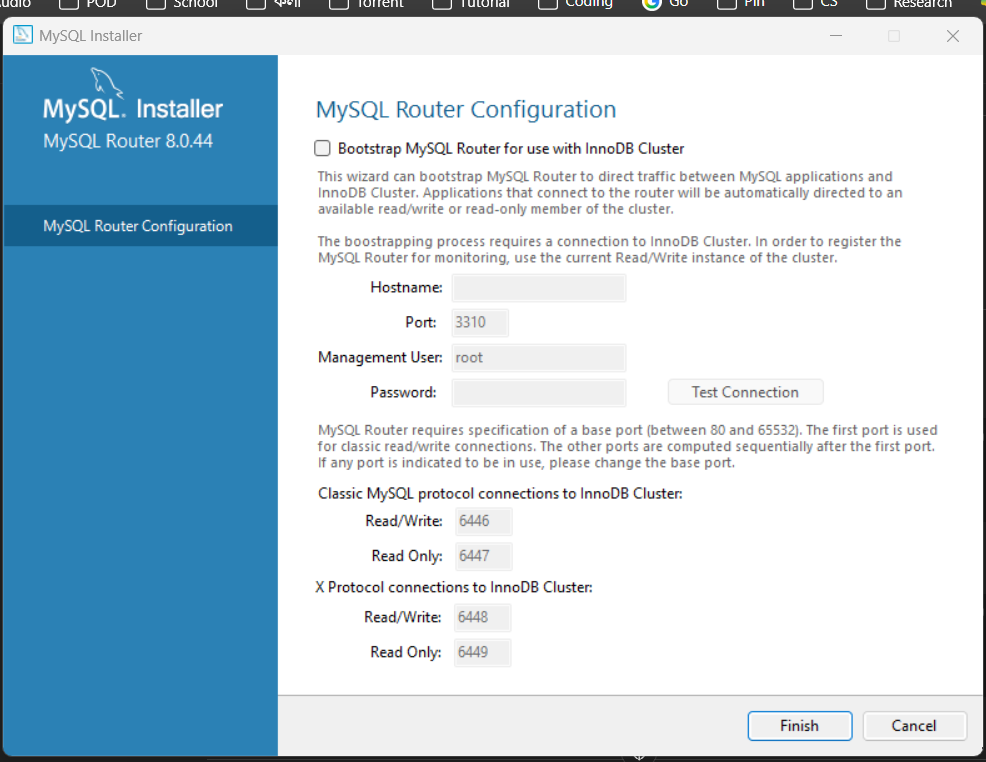 POD School Torrent Tutorial Coding Go Pin CS Research
MySQL Installer
MySQL. Installer
MySQL Router 8.0.44
MySQL Router Configuration
MySQL Router Configuration
Bootstrap MySQL Router for use with InnoDB Cluster
This wizard can bootstrap MySQL Router to direct traffic between MySQL applications and
InnoDB Cluster. Applications that connect to the router will be automatically directed to an
available read/write or read-only member of the cluster.
The boostrapping process requires a connection to InnoDB Cluster. In order to register the
MySQL Router for monitoring, use the current Read/Write instance of the cluster.
Hostname:
Port: 3310
Management User: root
Password: Test Connection
MySQL Router requires specification of a base port (between 80 and 65532). The first port is used
for classic read/write connections. The other ports are computed sequentially after the first port.
If any port is indicated to be in use, please change the base port.
Classic MySQL protocol connections to InnoDB Cluster:
Read/Write: 6446
Read Only: 6447
X Protocol connections to InnoDB Cluster:
Read/Write: 6448
Read Only: 6449
Finish Cancel